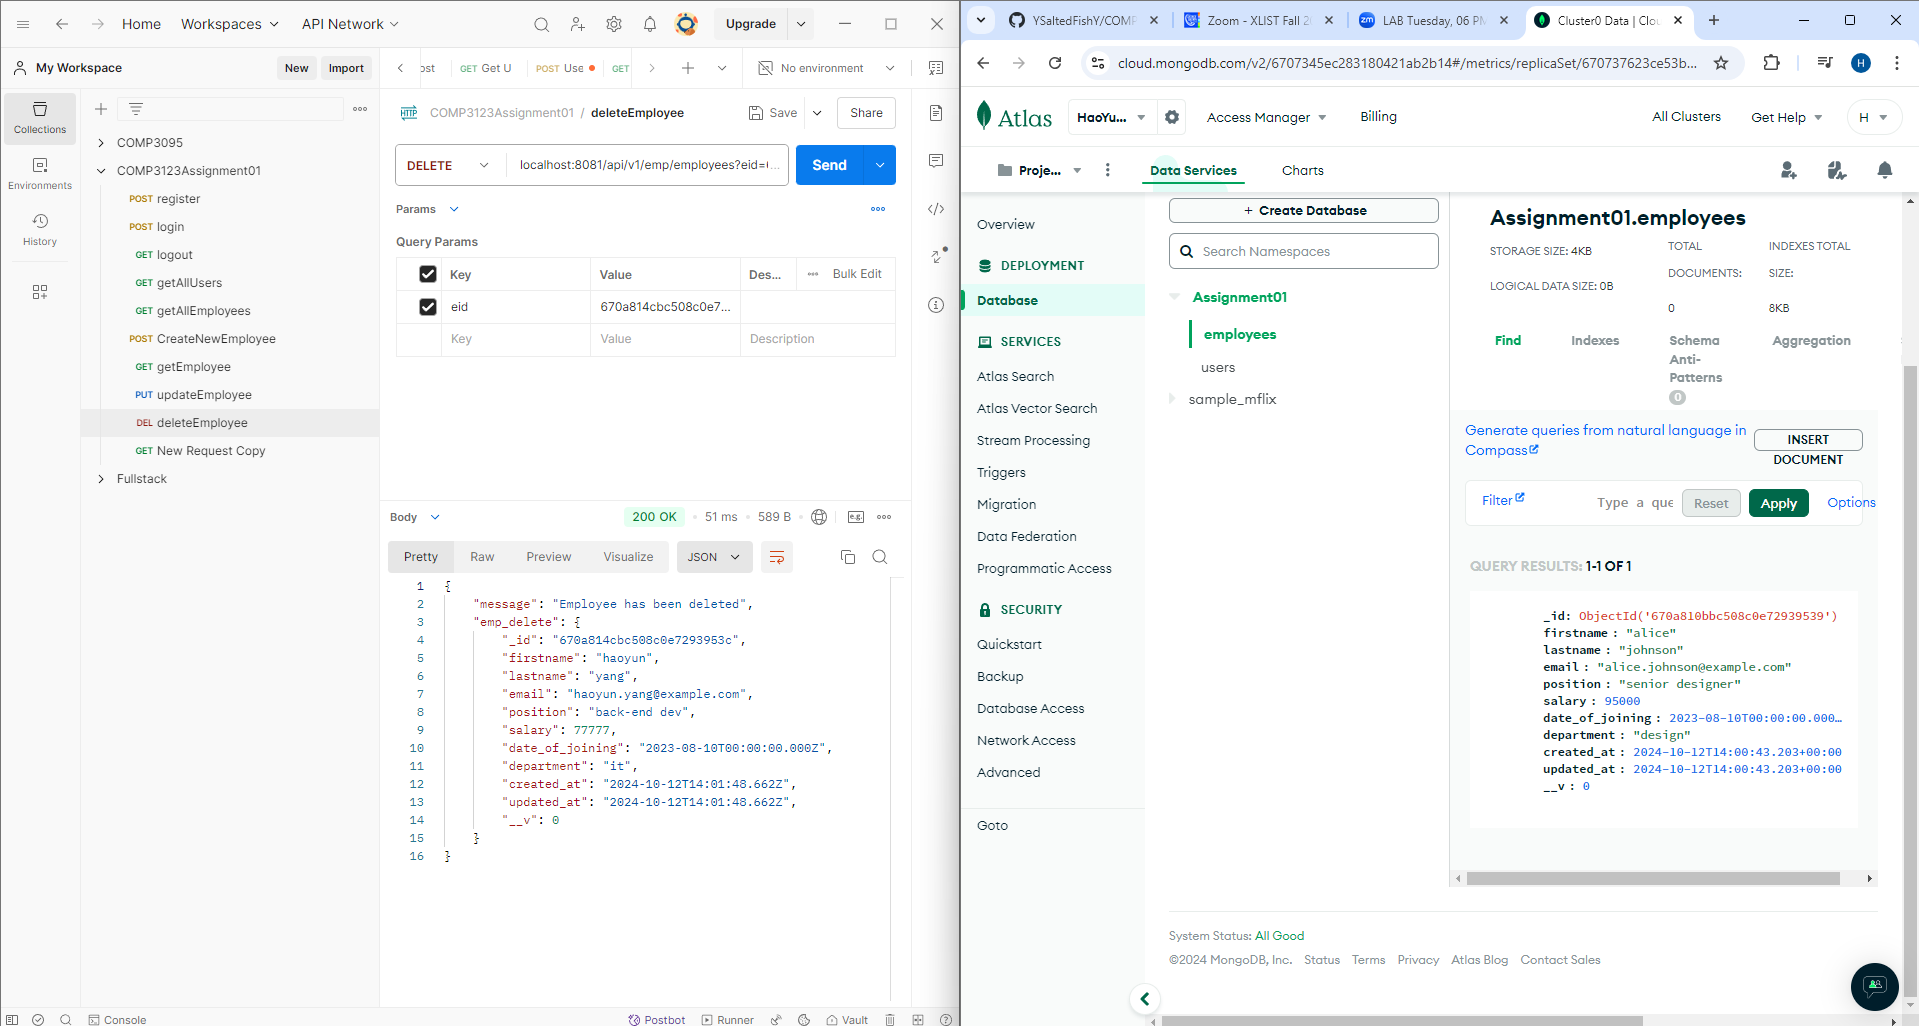 Home
Workspaces
API Network
Upgrade
My Workspace
New
Import
ost
GET Get U
POST Use
GET
No environment
Collections
Environments
History
COMP3095
COMP3123Assignment01
POST register
POST login
GET logout
GET getAllUsers
GET getAllEmployees
POST CreateNewEmployee
GET getEmployee
PUT updateEmployee
DEL deleteEmployee
GET New Request Copy
Fullstack
HTTP
COMP3123Assignment01 / deleteEmployee
Save
Share
DELETE
localhost:8081/api/v1/emp/employees?eid=(...
Send
Params
Query Params
Key
Value
Des...
Bulk Edit
eid
670a814cbc508c0e7...
Key
Value
Description
Body
200 OK
51 ms
589 B
e.g.
Pretty
Raw
Preview
Visualize
JSON
1 {
2 "message": "Employee has been deleted",
3 "emp_delete": {
4 "_id": "670a814cbc508c0e7293953c",
5 "firstname": "haoyun",
6 "lastname": "yang",
7 "email": "haoyun.yang@example.com",
8 "position": "back-end dev",
9 "salary": 77777,
10 "date_of_joining": "2023-08-10T00:00:00.000Z",
11 "department": "it",
12 "created_at": "2024-10-12T14:01:48.662Z",
13 "updated_at": "2024-10-12T14:01:48.662Z",
14 "__v": 0
15 }
16 }
Console
Postbot
Runner
Vault
YSaltedFishY/COMP
Zoom - XLIST Fall 2
zm
LAB Tuesday, 06 PM
Cluster0 Data | Clou
cloud.mongodb.com/v2/6707345ec283180421ab2b14#/metrics/replicaSet/670737623ce53b...
H
Atlas
HaoYu...
Access Manager
Billing
All Clusters
Get Help
H
Proje...
Data Services
Charts
Overview
DEPLOYMENT
Database
SERVICES
Atlas Search
Atlas Vector Search
Stream Processing
Triggers
Migration
Data Federation
Programmatic Access
SECURITY
Quickstart
Backup
Database Access
Network Access
Advanced
Goto
+ Create Database
Search Namespaces
Assignment01
employees
users
sample_mflix
Assignment01.employees
STORAGE SIZE: 4KB
LOGICAL DATA SIZE: 0B
TOTAL
DOCUMENTS:
0
INDEXES TOTAL
SIZE:
8KB
Find
Indexes
Schema
Anti-
Patterns
0
Aggregation
Generate queries from natural language in
Compass
INSERT
DOCUMENT
Filter
Type a que
Reset
Apply
Options
QUERY RESULTS: 1-1 OF 1
_id: ObjectId('670a810bbc508c0e72939539')
firstname : "alice"
lastname : "johnson"
email : "alice.johnson@example.com"
position : "senior designer"
salary : 95000
date_of_joining : 2023-08-10T00:00:00.000…
department : "design"
created_at : 2024-10-12T14:00:43.203+00:00
updated_at : 2024-10-12T14:00:43.203+00:00
__v : 0
System Status: All Good
©2024 MongoDB, Inc.
Status
Terms
Privacy
Atlas Blog
Contact Sales